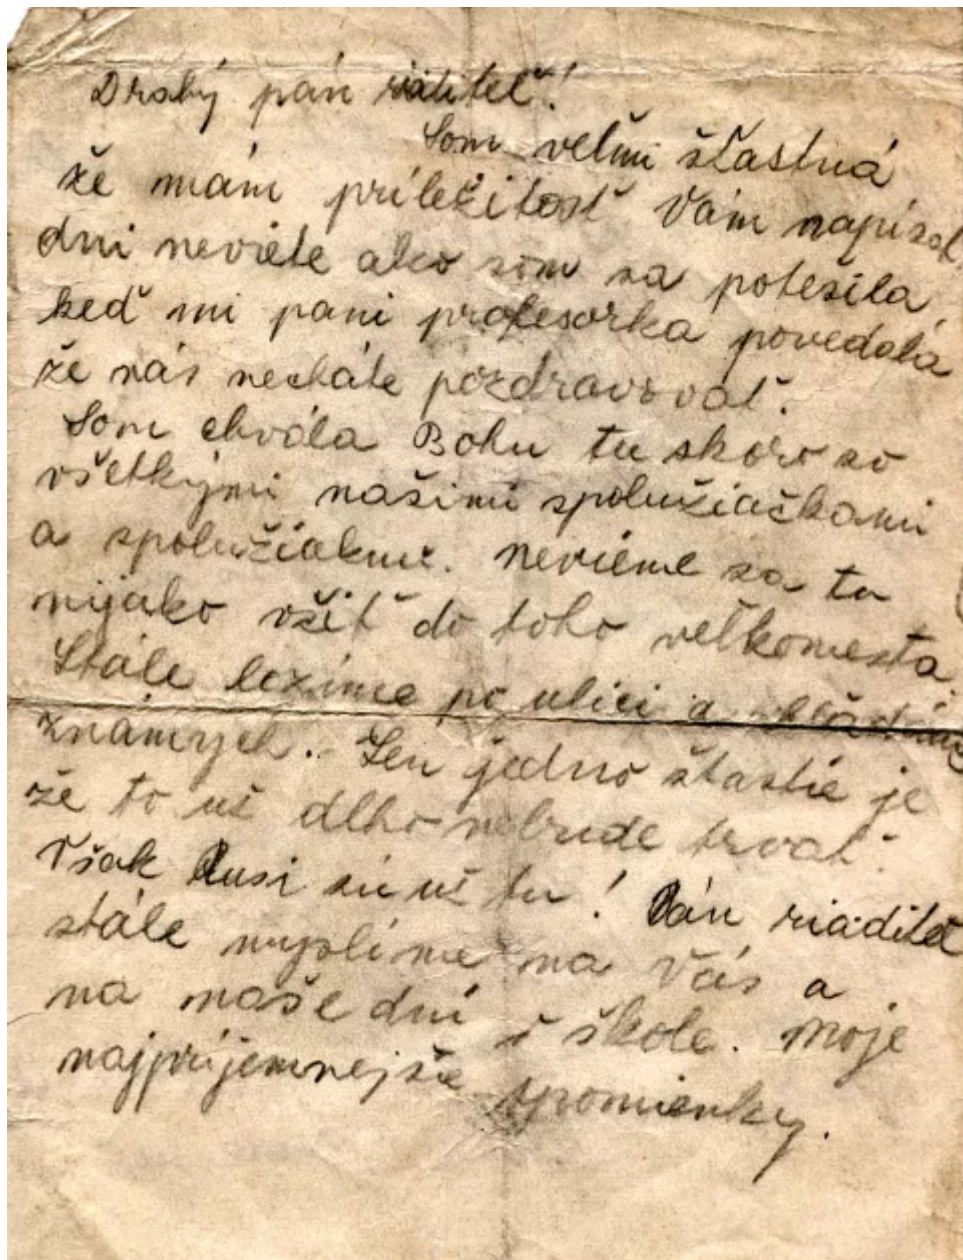 Drahý pán riaditeľ!
Som veľmi šťastná
že mám príležitosť Vám napísať
ani neviete ako som sa potešila
keď mi pani profesorka povedala
že nás necháte pozdravovať.
Som chvála Bohu tu skoro so
všetkými našimi spolužiačkami
a spolužiakmi. Nevieme sa tu
nijako vžiť do toho veľkomesta.
Stále lozíme po ulici a hľadáme
známych. Len jedno šťastie je
že to už dlho nebude trvať.
Však Rusi sú už tu! Pán riaditeľ
stále myslíme na Vás a
na naše dni v škole. Moje
najpríjemnejšie spomienky.